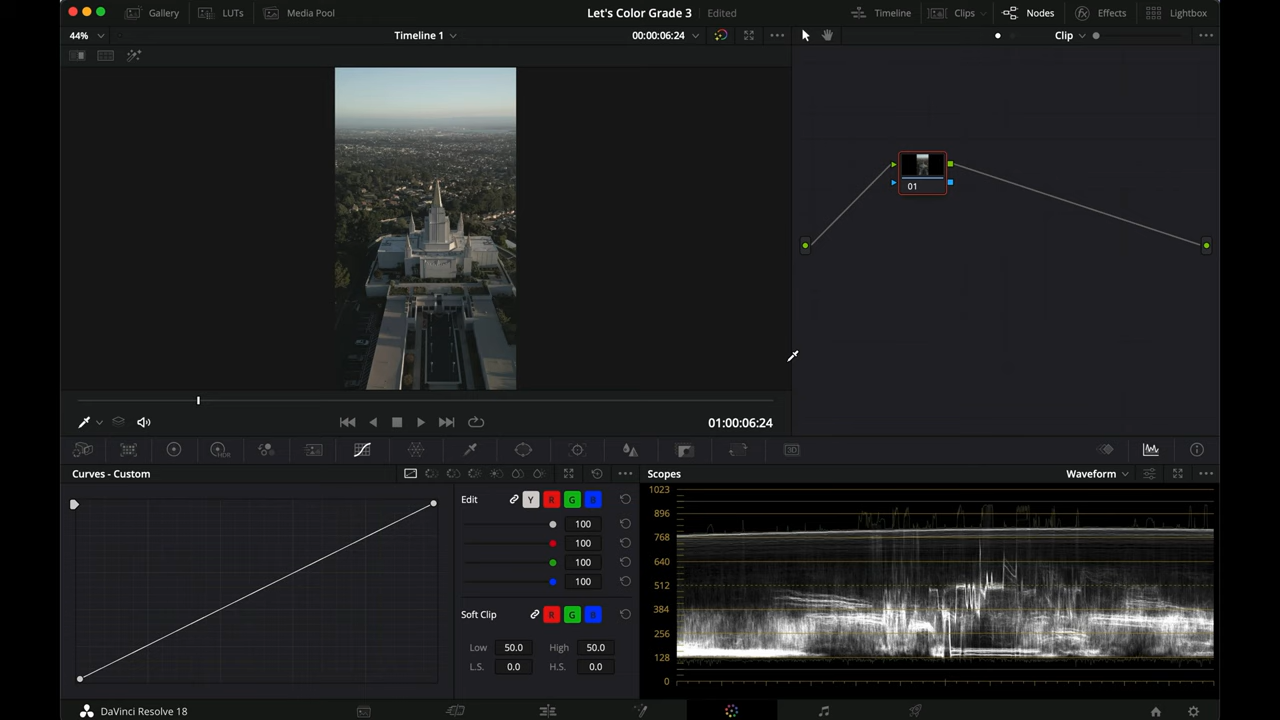 Gallery LUTs Media Pool Let's Color Grade 3 Edited Timeline Clips Nodes Effects Lightbox
44% Timeline 1 00:00:06:24 Clip
01
01:00:06:24
Curves - Custom
Scopes Waveform
Edit Y R G B
100
100
100
100
Soft Clip R G B
Low 50.0 High 50.0
L.S. 0.0 H.S. 0.0
1023
896
768
640
512
384
256
128
0
DaVinci Resolve 18